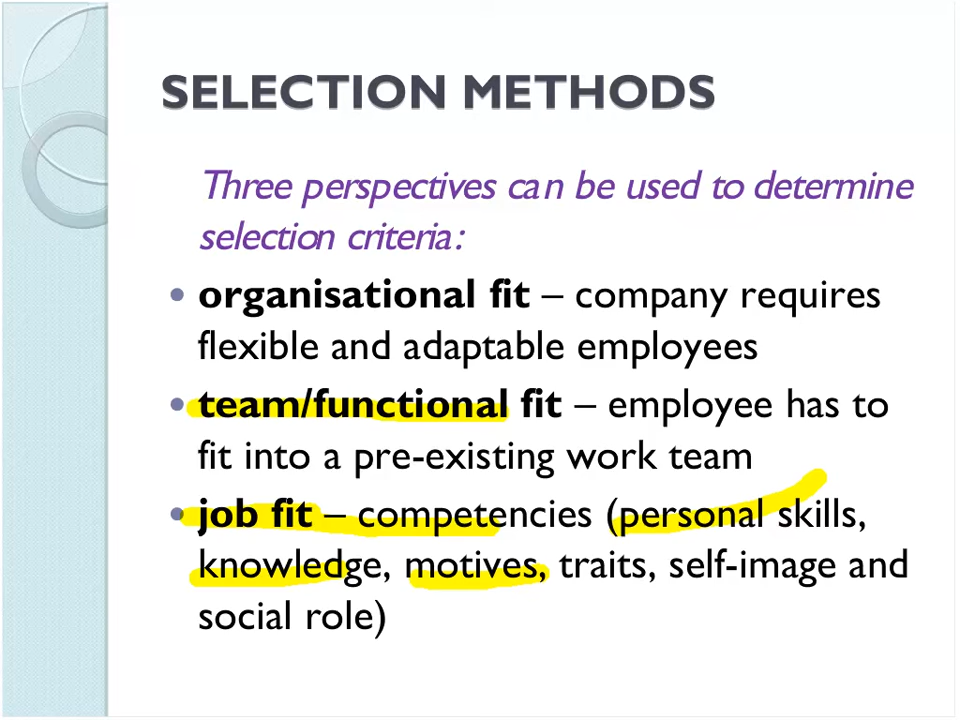 SELECTION METHODS
Three perspectives can be used to determine
selection criteria:
• organisational fit – company requires
flexible and adaptable employees
• team/functional fit – employee has to
fit into a pre-existing work team
• job fit – competencies (personal skills,
knowledge, motives, traits, self-image and
social role)